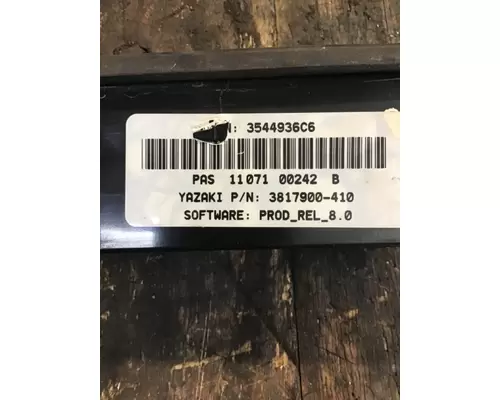 N: 3544936C6
PAS 11071 00242 B
YAZAKI P/N: 3817900-410
SOFTWARE: PROD_REL_8.0